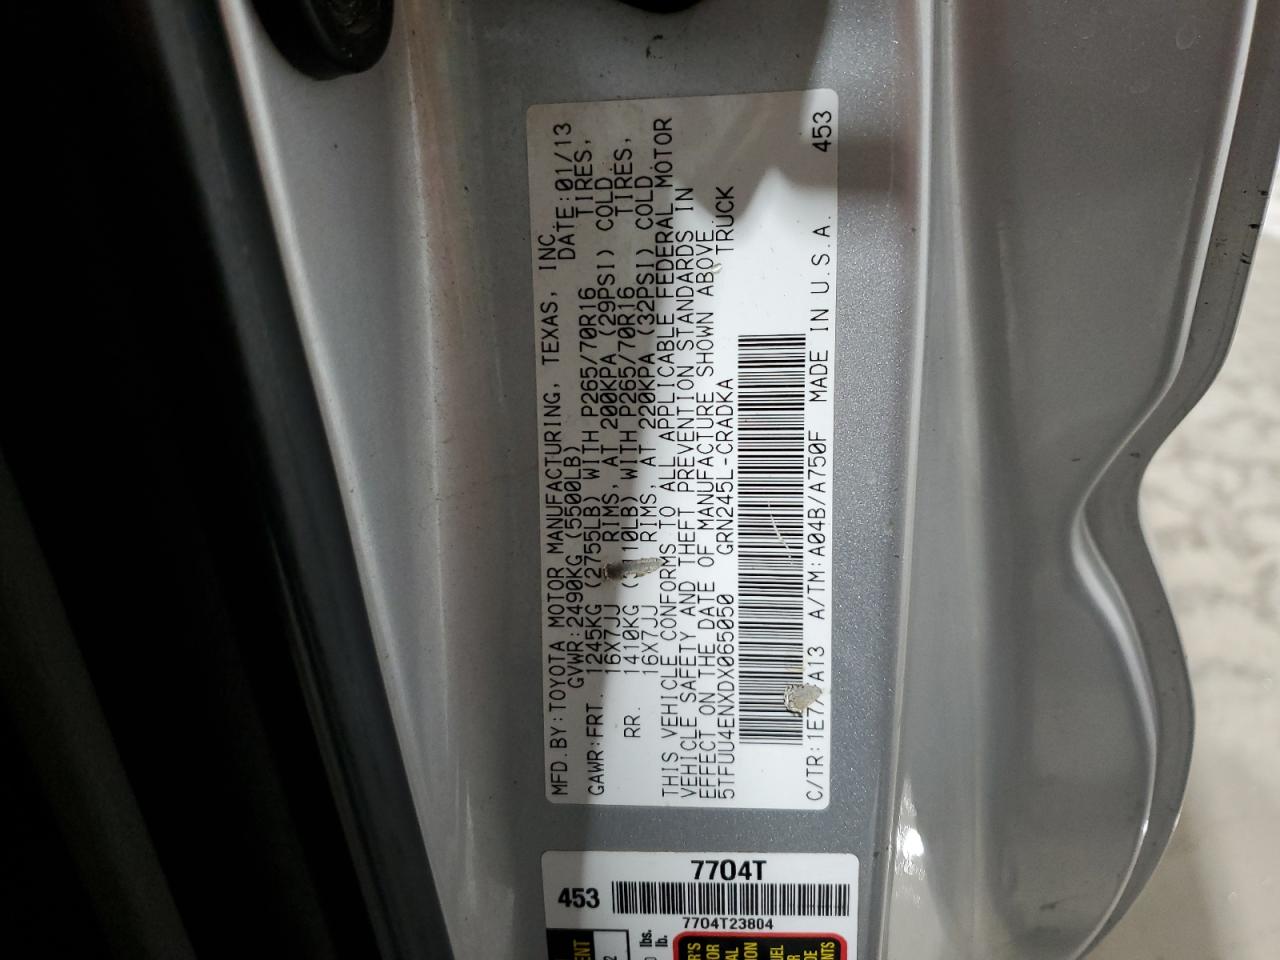 MFD. BY: TOYOTA MOTOR MANUFACTURING, TEXAS, INC
GVWR: 2490KG (5500LB) DATE: 01/13
GAWR: FRT. 1245KG (2755LB) WITH P265/70R16 TIRES,
16X7JJ RIMS, AT 200KPA (29PSI) COLD
RR. 1410KG ( 110LB) WITH P265/70R16 TIRES,
16X7JJ RIMS, AT 220KPA (32PSI) COLD
THIS VEHICLE CONFORMS TO ALL APPLICABLE FEDERAL MOTOR
VEHICLE SAFETY AND THEFT PREVENTION STANDARDS IN
EFFECT ON THE DATE OF MANUFACTURE SHOWN ABOVE.
5TFUU4ENXDX065050 GRN245L-CRADKA TRUCK
C/TR: 1E7 A13 A/TM: A04B/A750F MADE IN U.S.A. 453
7704T
453
7704T23804